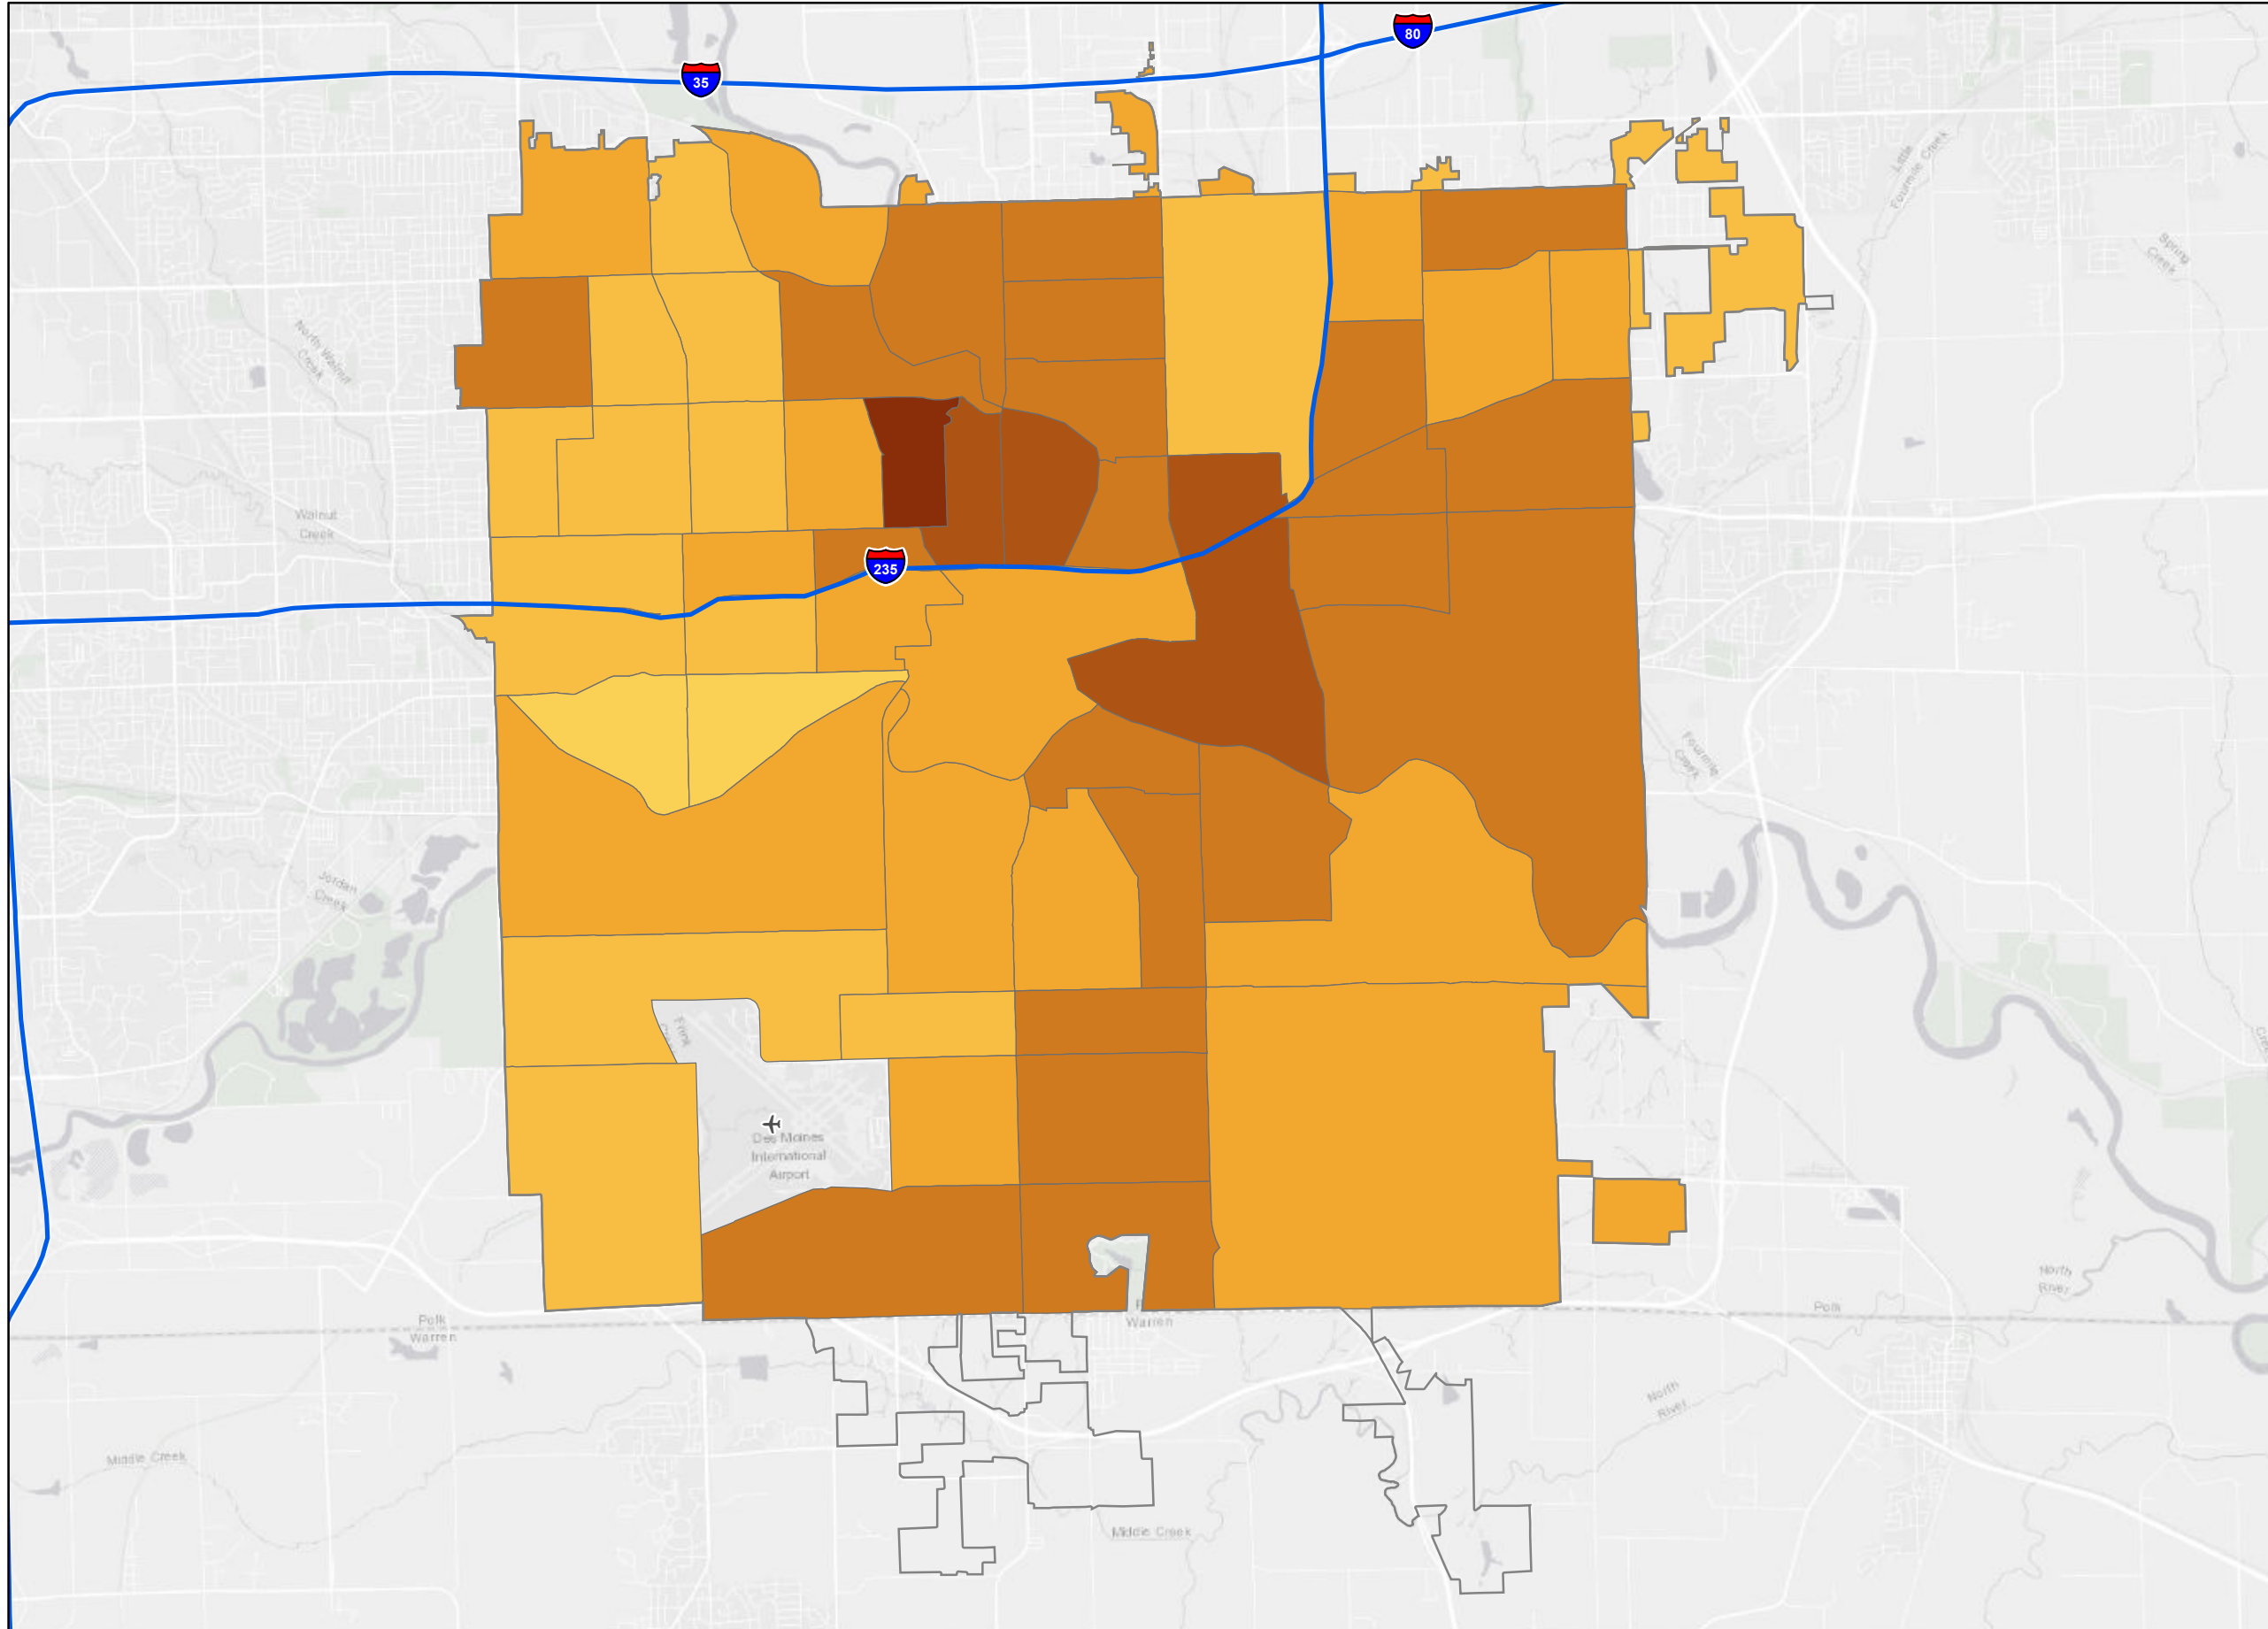 80
35
Little
Fourmile Creek
Spring
Creek
North Walnut
Creek
Walnut
Creek
235
Fourmile
Creek
Jordan
Creek
Frink
Des Moines
International
Airport
North
River
Polk
Warren
Polk
Warren
North
River
Middle Creek
Middle Creek